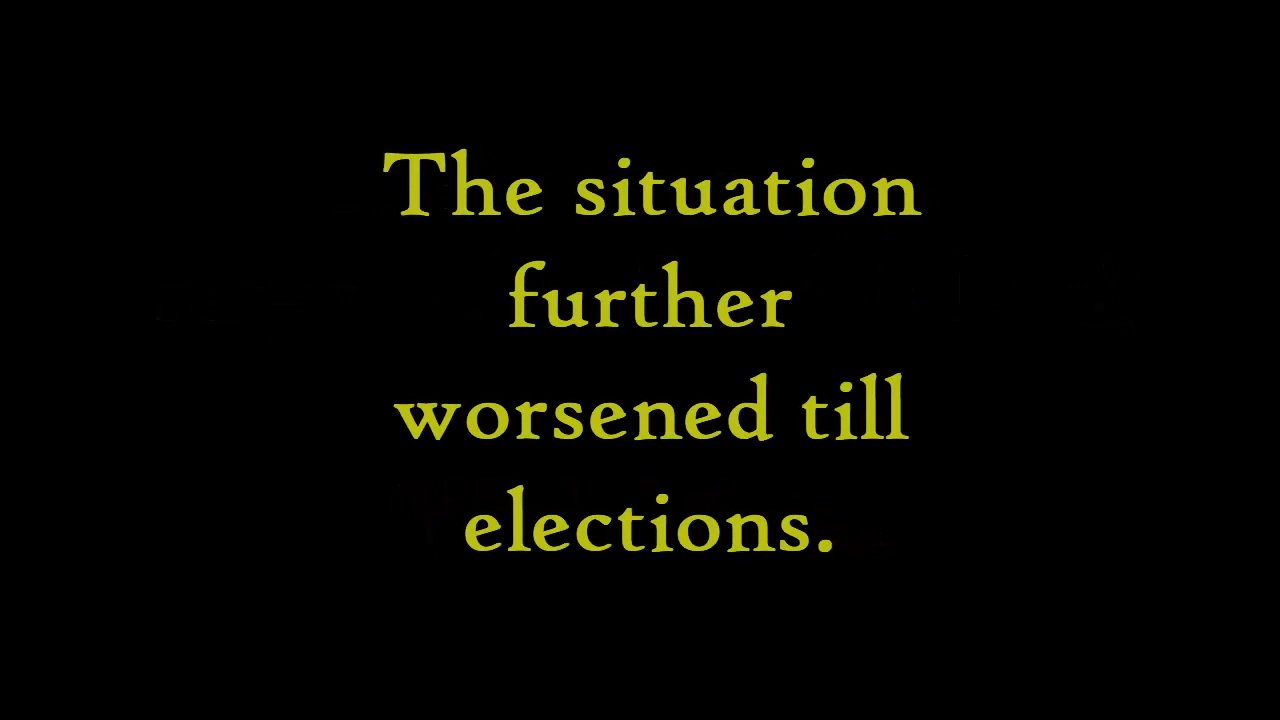 The situation
further
worsened till
elections.